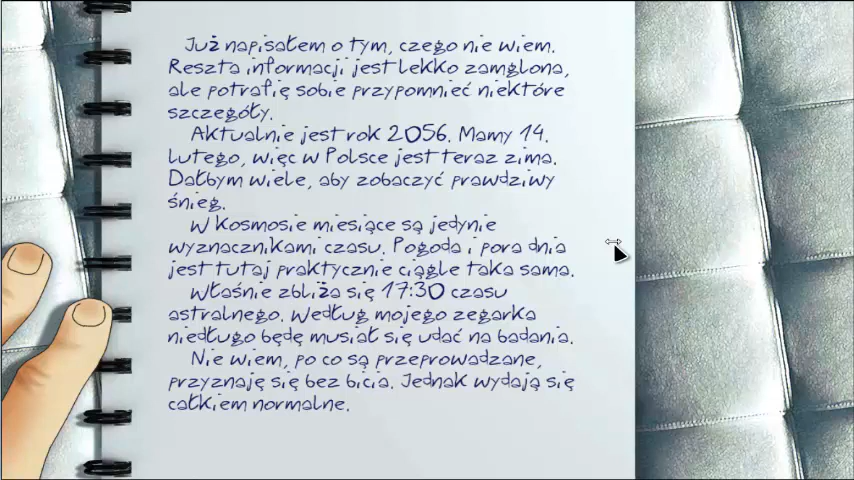 Już napisałem o tym, czego nie wiem.
Reszta informacji jest lekko zamglona,
ale potrafię sobie przypomnieć niektóre
szczegóły.
Aktualnie jest rok 2056. Mamy 14.
lutego, więc w Polsce jest teraz zima.
Dałbym wiele, aby zobaczyć prawdziwy
śnieg.
W Kosmosie miesiące są jedynie
wyznacznikami czasu. Pogoda i pora dnia
jest tutaj praktycznie ciągle taka sama.
Właśnie zbliża się 17:30 czasu
astralnego. Według mojego zegarka
niedługo będę musiał się udać na badania.
Nie wiem, po co są przeprowadzane,
przyznaję się bez bicia. Jednak wydają się
całkiem normalne.